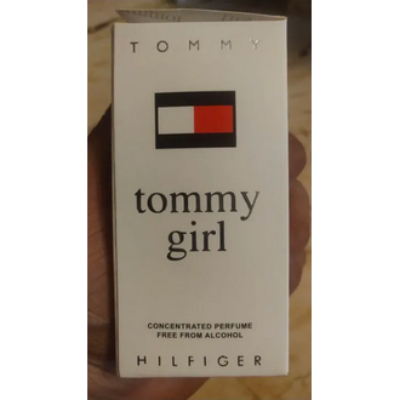 TOMMY
tommy
girl
CONCENTRATED PERFUME
FREE FROM ALCOHOL
HILFIGER